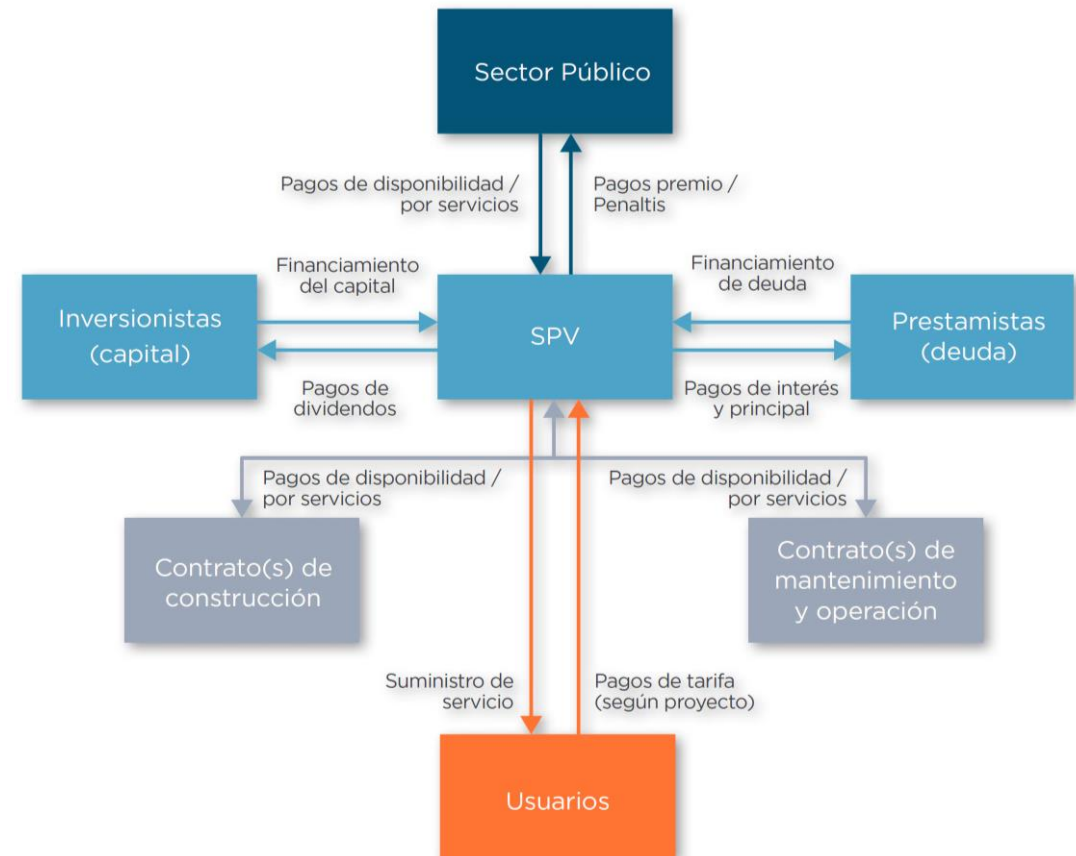 Sector Público
Pagos de disponibilidad /
por servicios
Pagos premio /
Penaltis
Financiamiento
del capital
Financiamiento
de deuda
Inversionistas
(capital)
SPV
Prestamistas
(deuda)
Pagos de
dividendos
Pagos de interés
y principal
Pagos de disponibilidad /
por servicios
Pagos de disponibilidad /
por servicios
Contrato(s) de
construcción
Contrato(s) de
mantenimiento
y operación
Suministro de
servicio
Pagos de tarifa
(según proyecto)
Usuarios